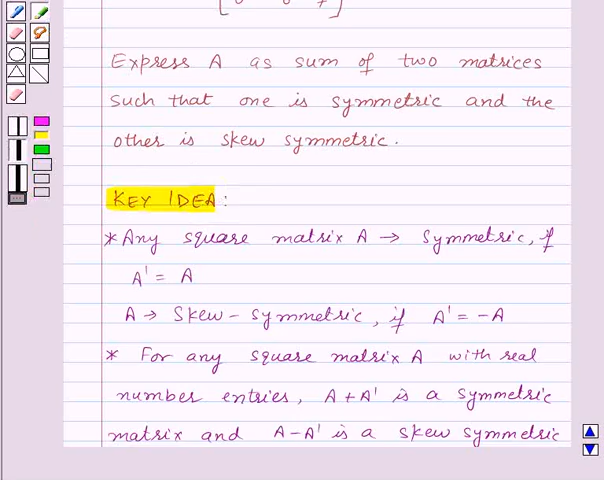 Express A as sum of two matrices
such that one is symmetric and the
other is skew symmetric.
KEY IDEA:
* Any square matrix A → Symmetric, if
A' = A
A → Skew-symmetric, if A' = -A
* For any square matrix A with real
number entries, A + A' is a symmetric
matrix and A - A' is a skew symmetric